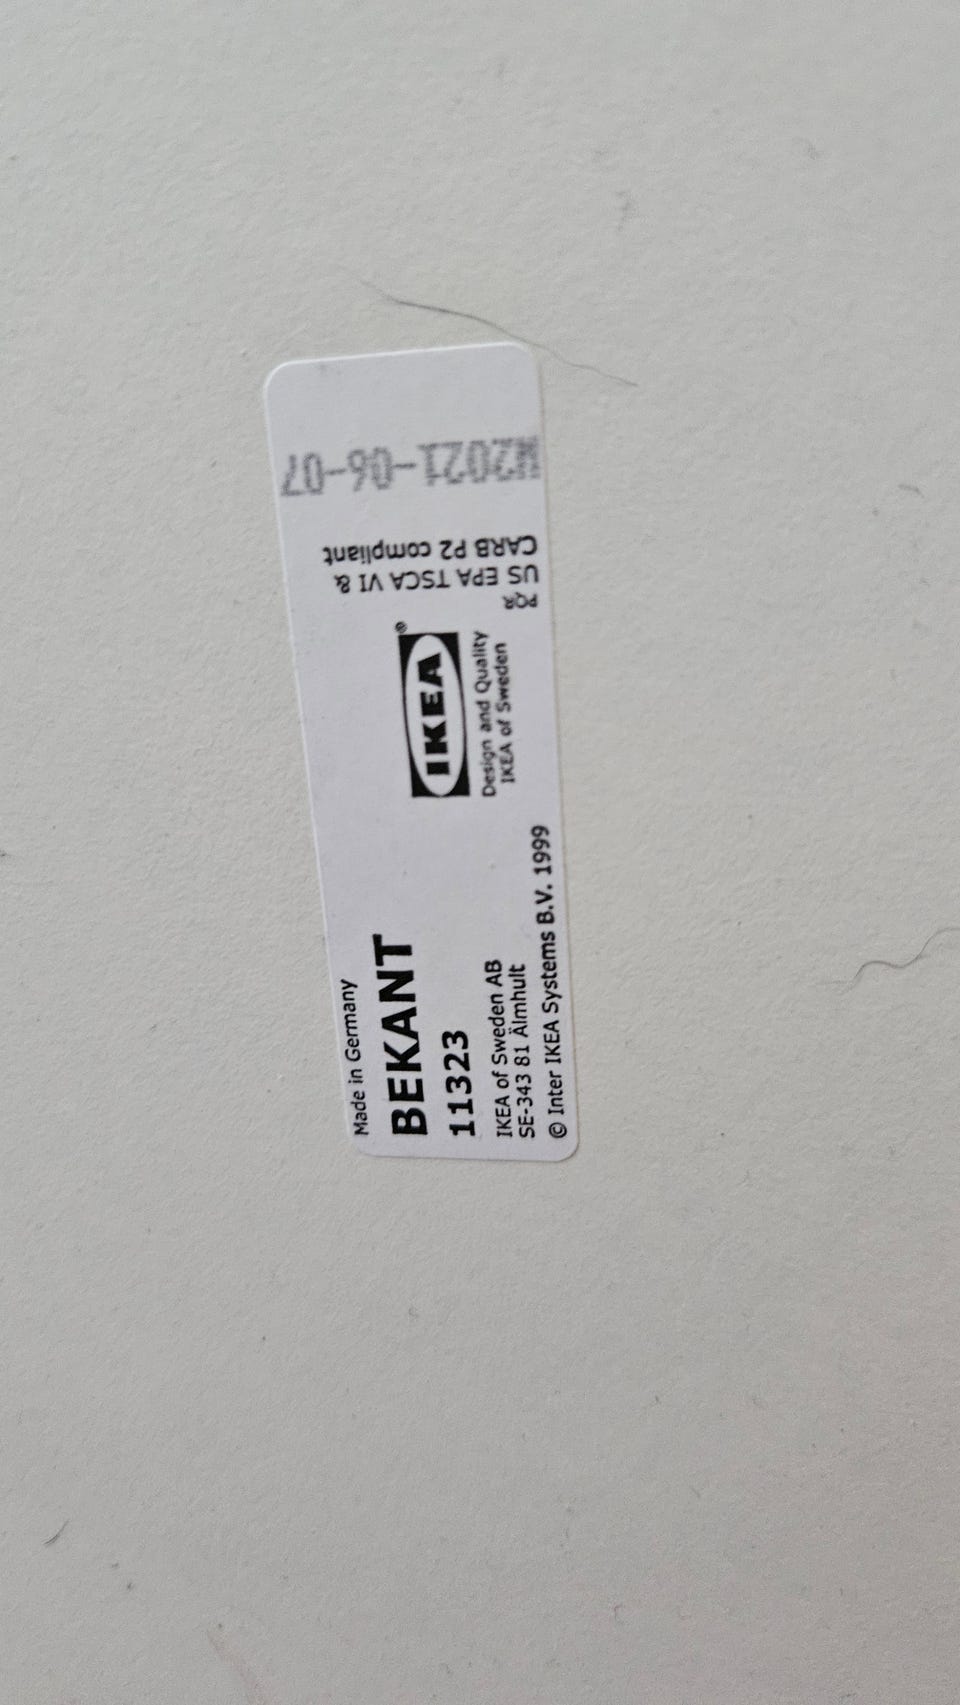 Made in Germany
BEKANT
11323
IKEA of Sweden AB
SE-343 81 Älmhult
© Inter IKEA Systems B.V. 1999
IKEA®
Design and Quality
IKEA of Sweden
PQR
US EPA TSCA VI &
CARB P2 compliant
2021-06-07